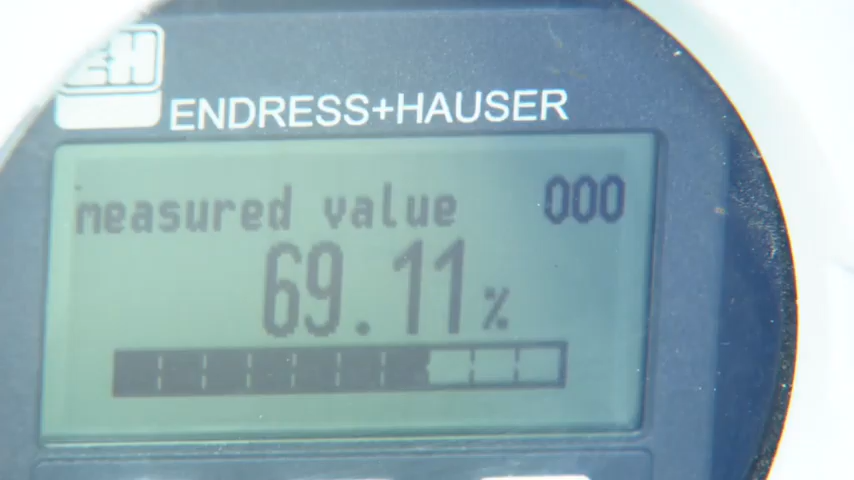 E+H
ENDRESS+HAUSER
measured value 000
69.11 %